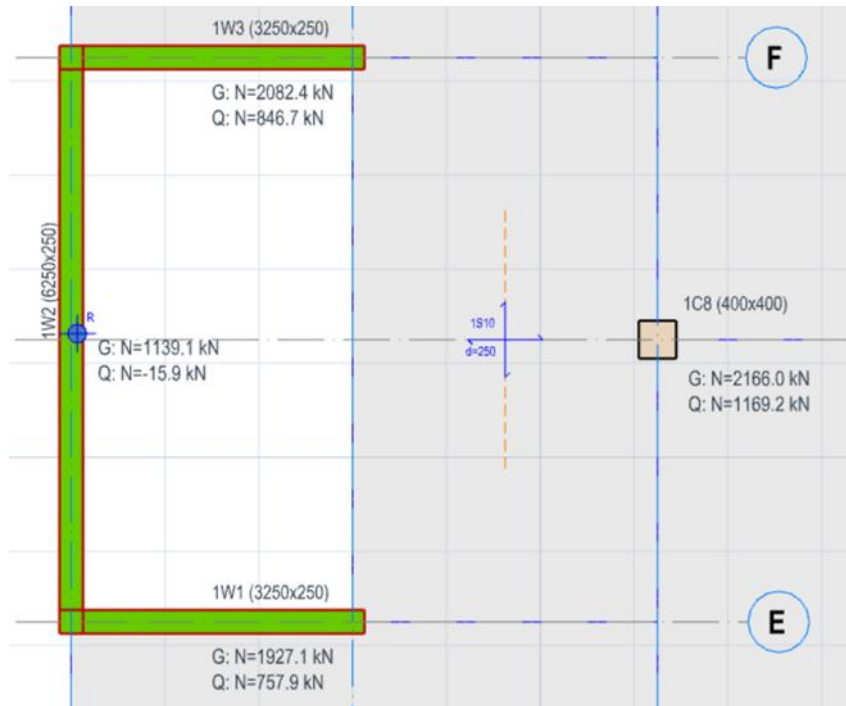 1W3 (3250x250)
F
G: N=2082.4 kN
Q: N=846.7 kN
1W2 (6250x250)
R
G: N=1139.1 kN
Q: N=-15.9 kN
1S10
d=250
1C8 (400x400)
G: N=2166.0 kN
Q: N=1169.2 kN
1W1 (3250x250)
E
G: N=1927.1 kN
Q: N=757.9 kN